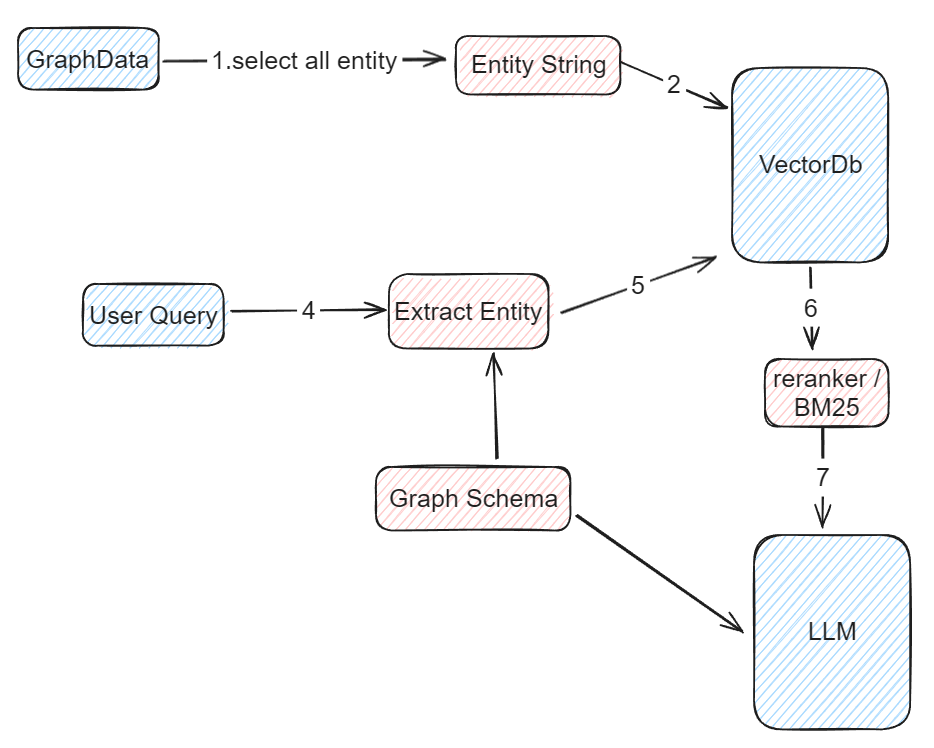 GraphData
1.select all entity
Entity String
2
VectorDb
User Query
4
Extract Entity
5
6
reranker /
BM25
7
Graph Schema
LLM